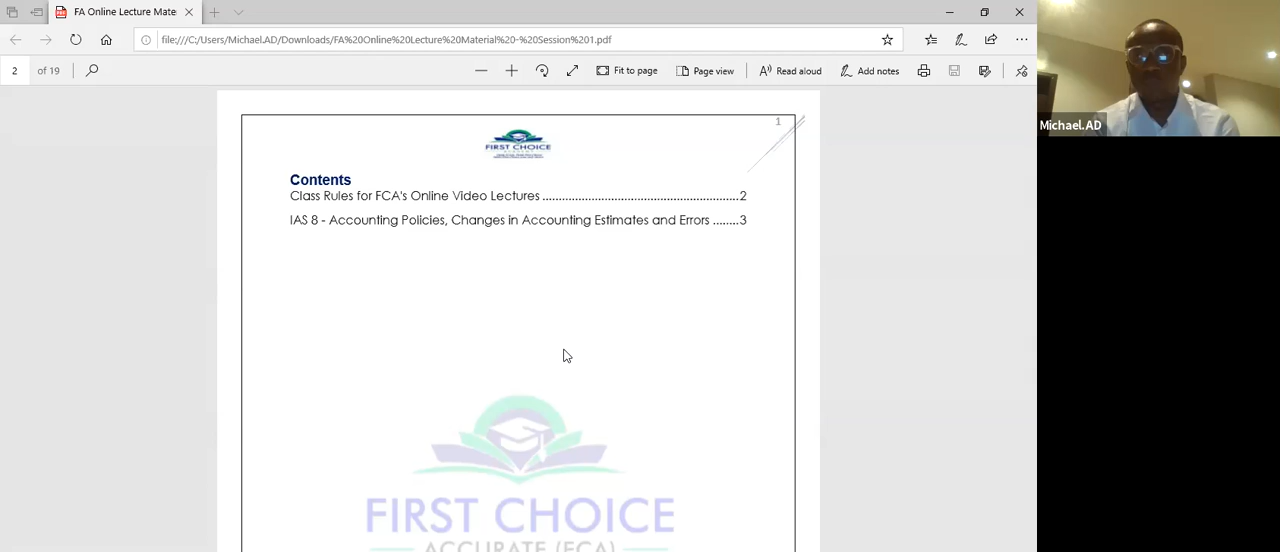 FA Online Lecture Mate
file:///C:/Users/Michael.AD/Downloads/FA%20Online%20Lecture%20Material%20-%20Session%201.pdf
2 of 19
Fit to page
Page view
Read aloud
Add notes
Michael.AD
1
FIRST CHOICE
Contents
Class Rules for FCA's Online Video Lectures ............................................................2
IAS 8 - Accounting Policies, Changes in Accounting Estimates and Errors ........3
FIRST CHOICE
ACCURATE (FCA)